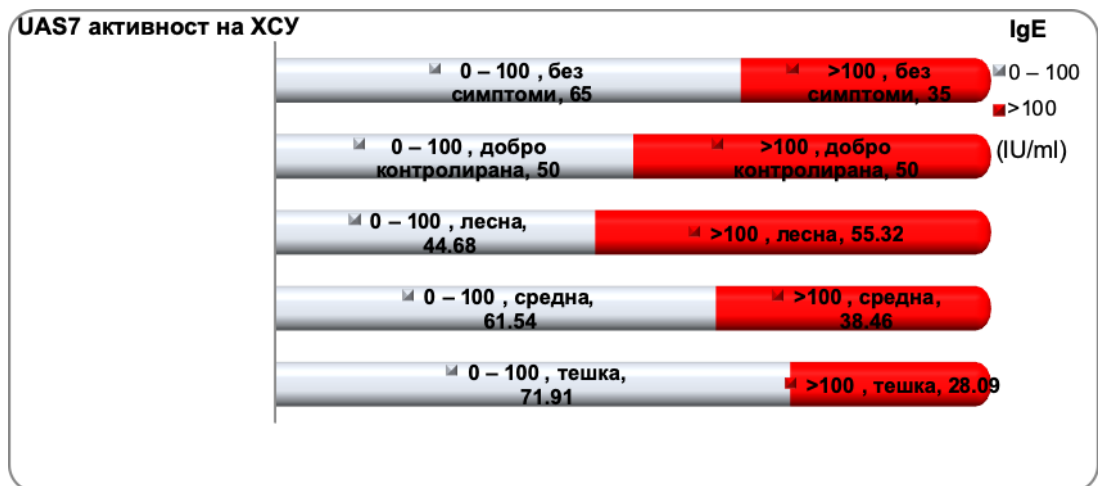 UAS7 активност на ХСУ
IgE
0 – 100
>100
(IU/ml)
0 – 100 , без
симптоми, 65
>100 , без
симптоми, 35
0 – 100 , добро
контролирана, 50
>100 , добро
контролирана, 50
0 – 100 , лесна,
44.68
>100 , лесна, 55.32
0 – 100 , средна,
61.54
>100 , средна,
38.46
0 – 100 , тешка,
71.91
>100 , тешка, 28.09